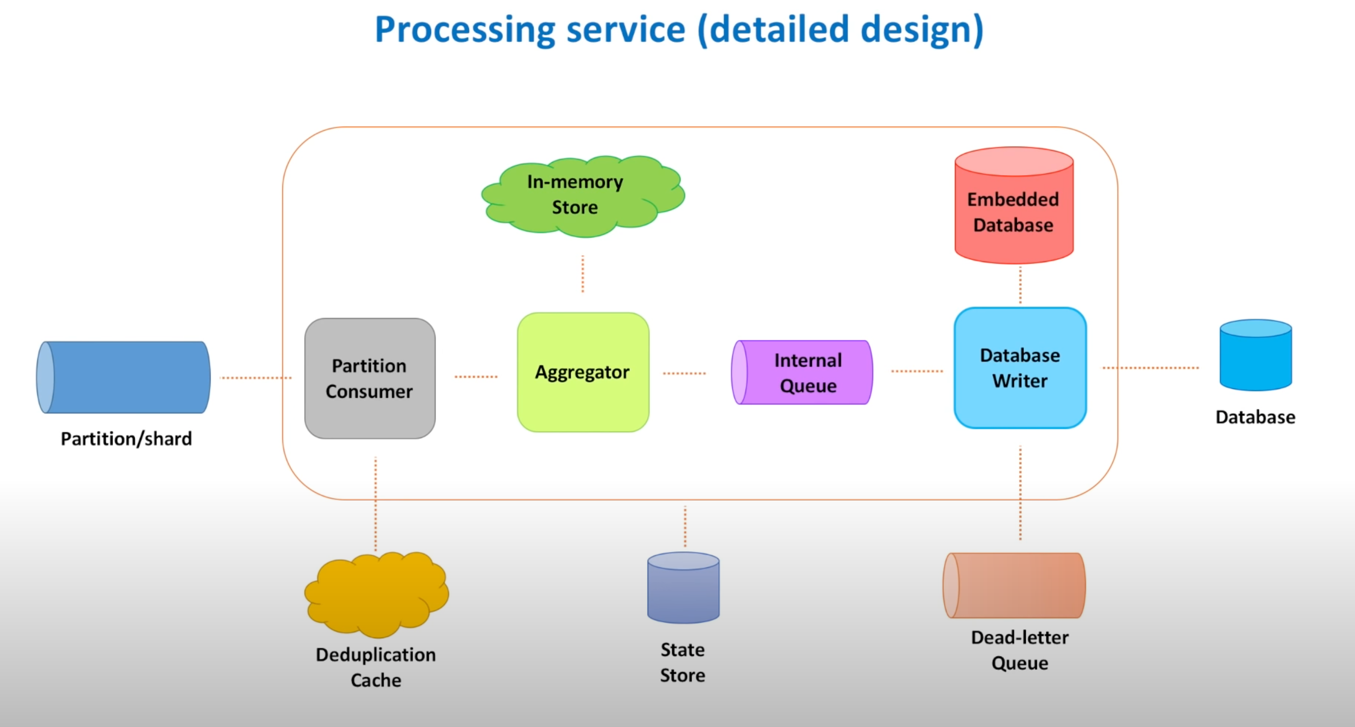 Processing service (detailed design)
In-memory
Store
Embedded
Database
Partition
Consumer
Aggregator
Internal
Queue
Database
Writer
Partition/shard
Database
Deduplication
Cache
State
Store
Dead-letter
Queue